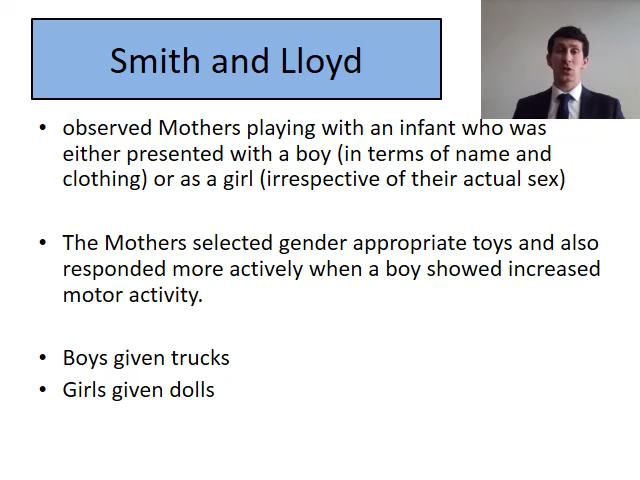 Smith and Lloyd
• observed Mothers playing with an infant who was
either presented with a boy (in terms of name and
clothing) or as a girl (irrespective of their actual sex)
• The Mothers selected gender appropriate toys and also
responded more actively when a boy showed increased
motor activity.
• Boys given trucks
• Girls given dolls